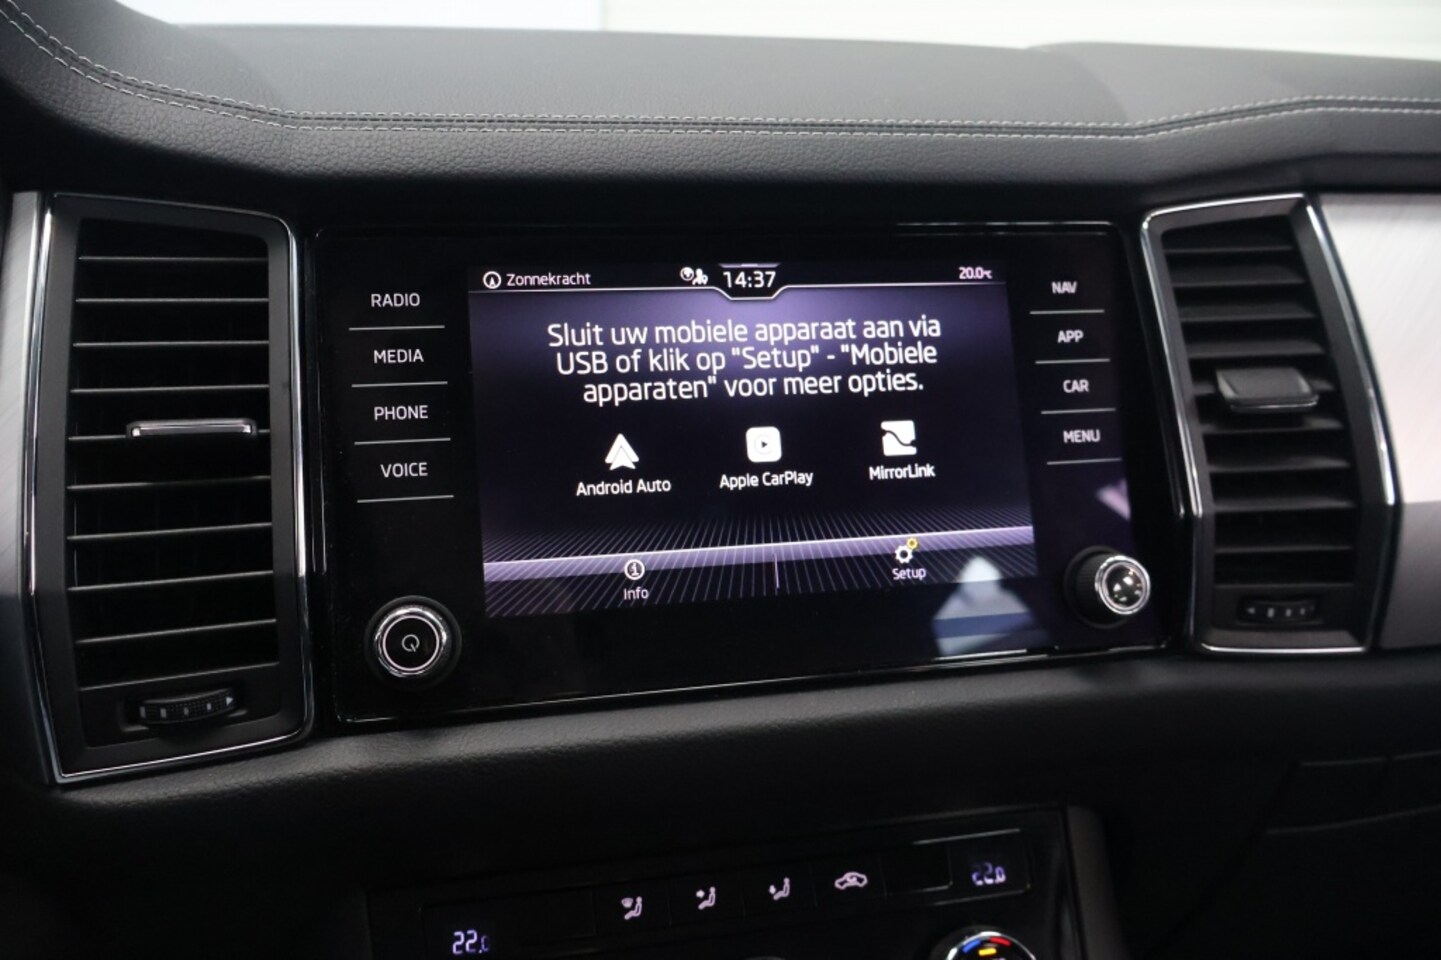 Zonnekracht 14:37 20.0°C
RADIO
MEDIA
PHONE
VOICE
Sluit uw mobiele apparaat aan via
USB of klik op "Setup" - "Mobiele
apparaten" voor meer opties.
Android Auto Apple CarPlay MirrorLink
Info Setup
NAV
APP
CAR
MENU
22.0 22.0